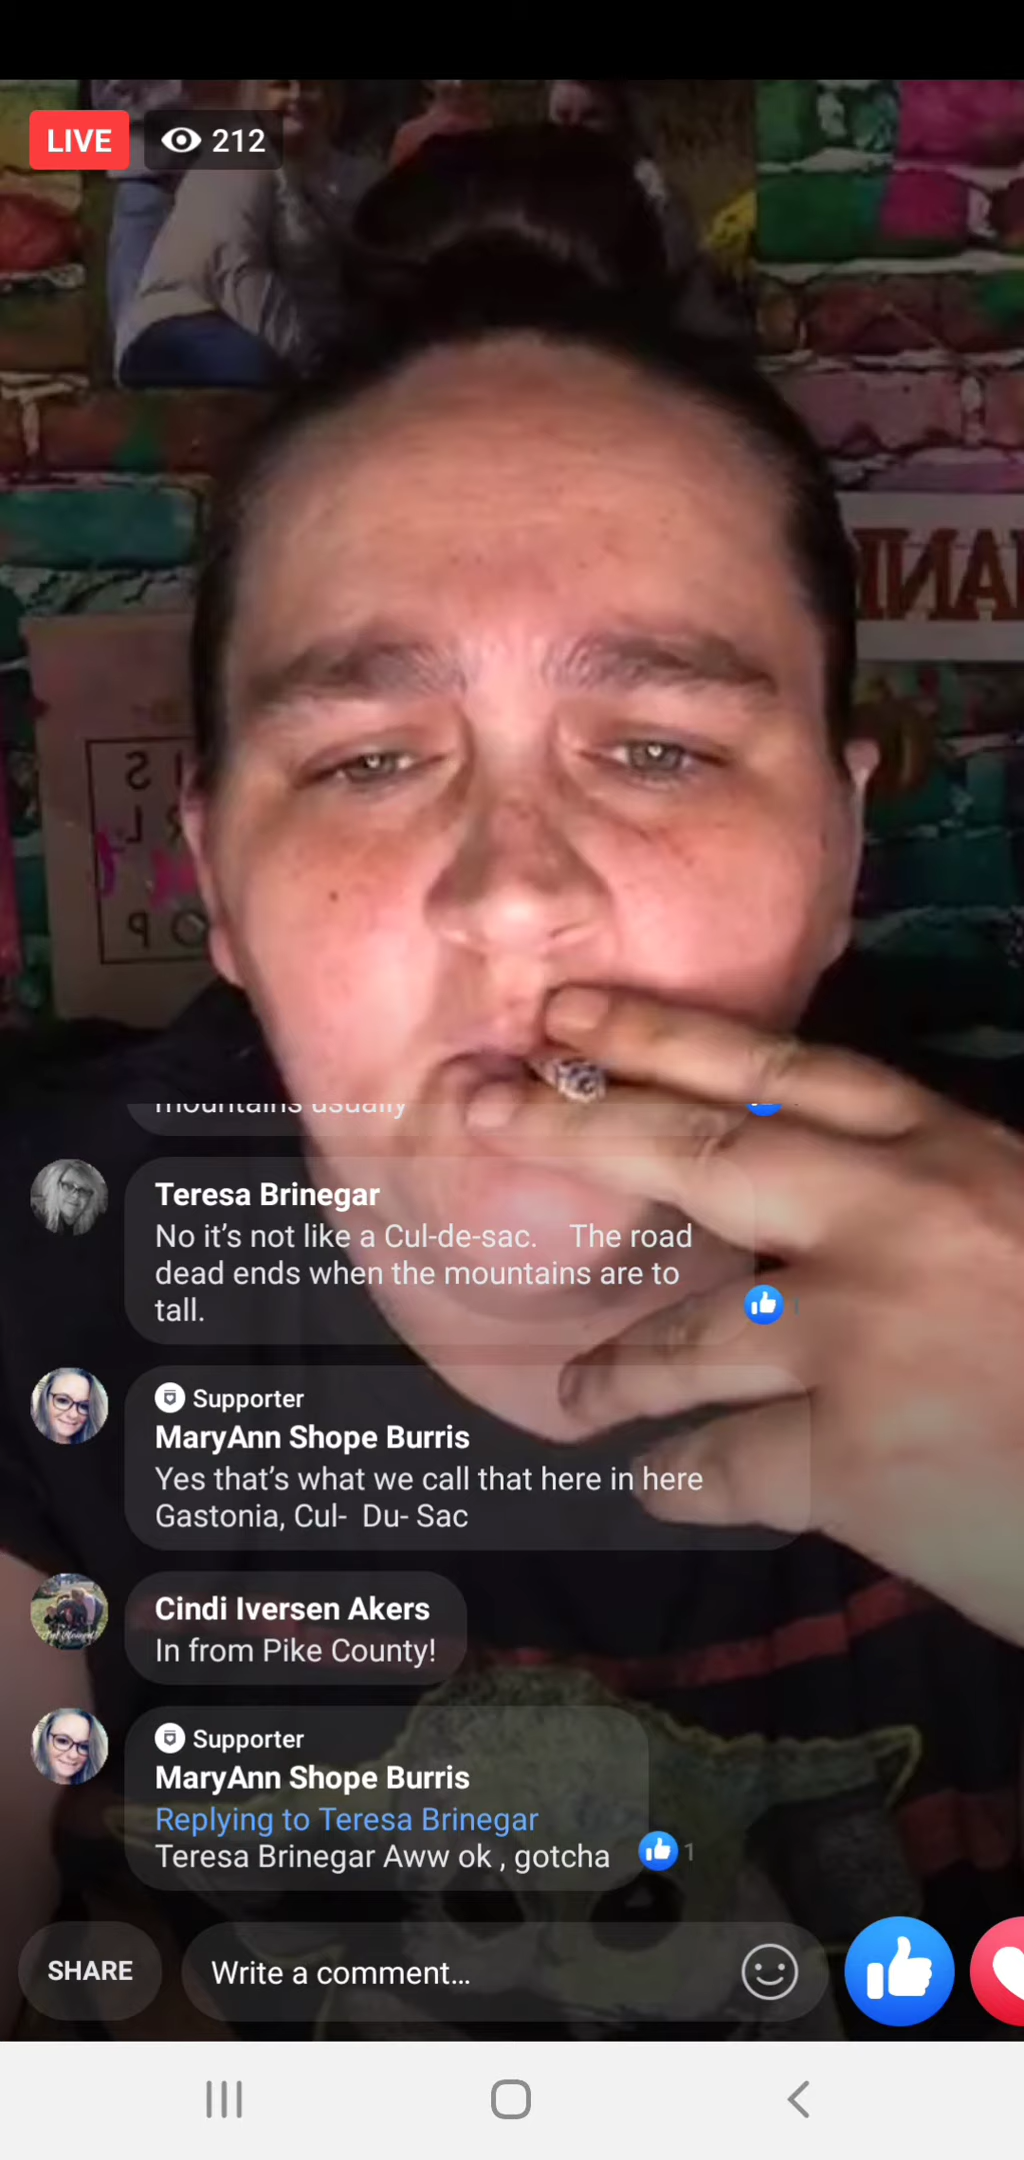 LIVE 212
mountains usually
Teresa Brinegar
No it’s not like a Cul-de-sac. The road
dead ends when the mountains are to
tall.
Supporter
MaryAnn Shope Burris
Yes that’s what we call that here in here
Gastonia, Cul- Du- Sac
Cindi Iversen Akers
In from Pike County!
Supporter
MaryAnn Shope Burris
Replying to Teresa Brinegar
Teresa Brinegar Aww ok , gotcha 1
SHARE
Write a comment...